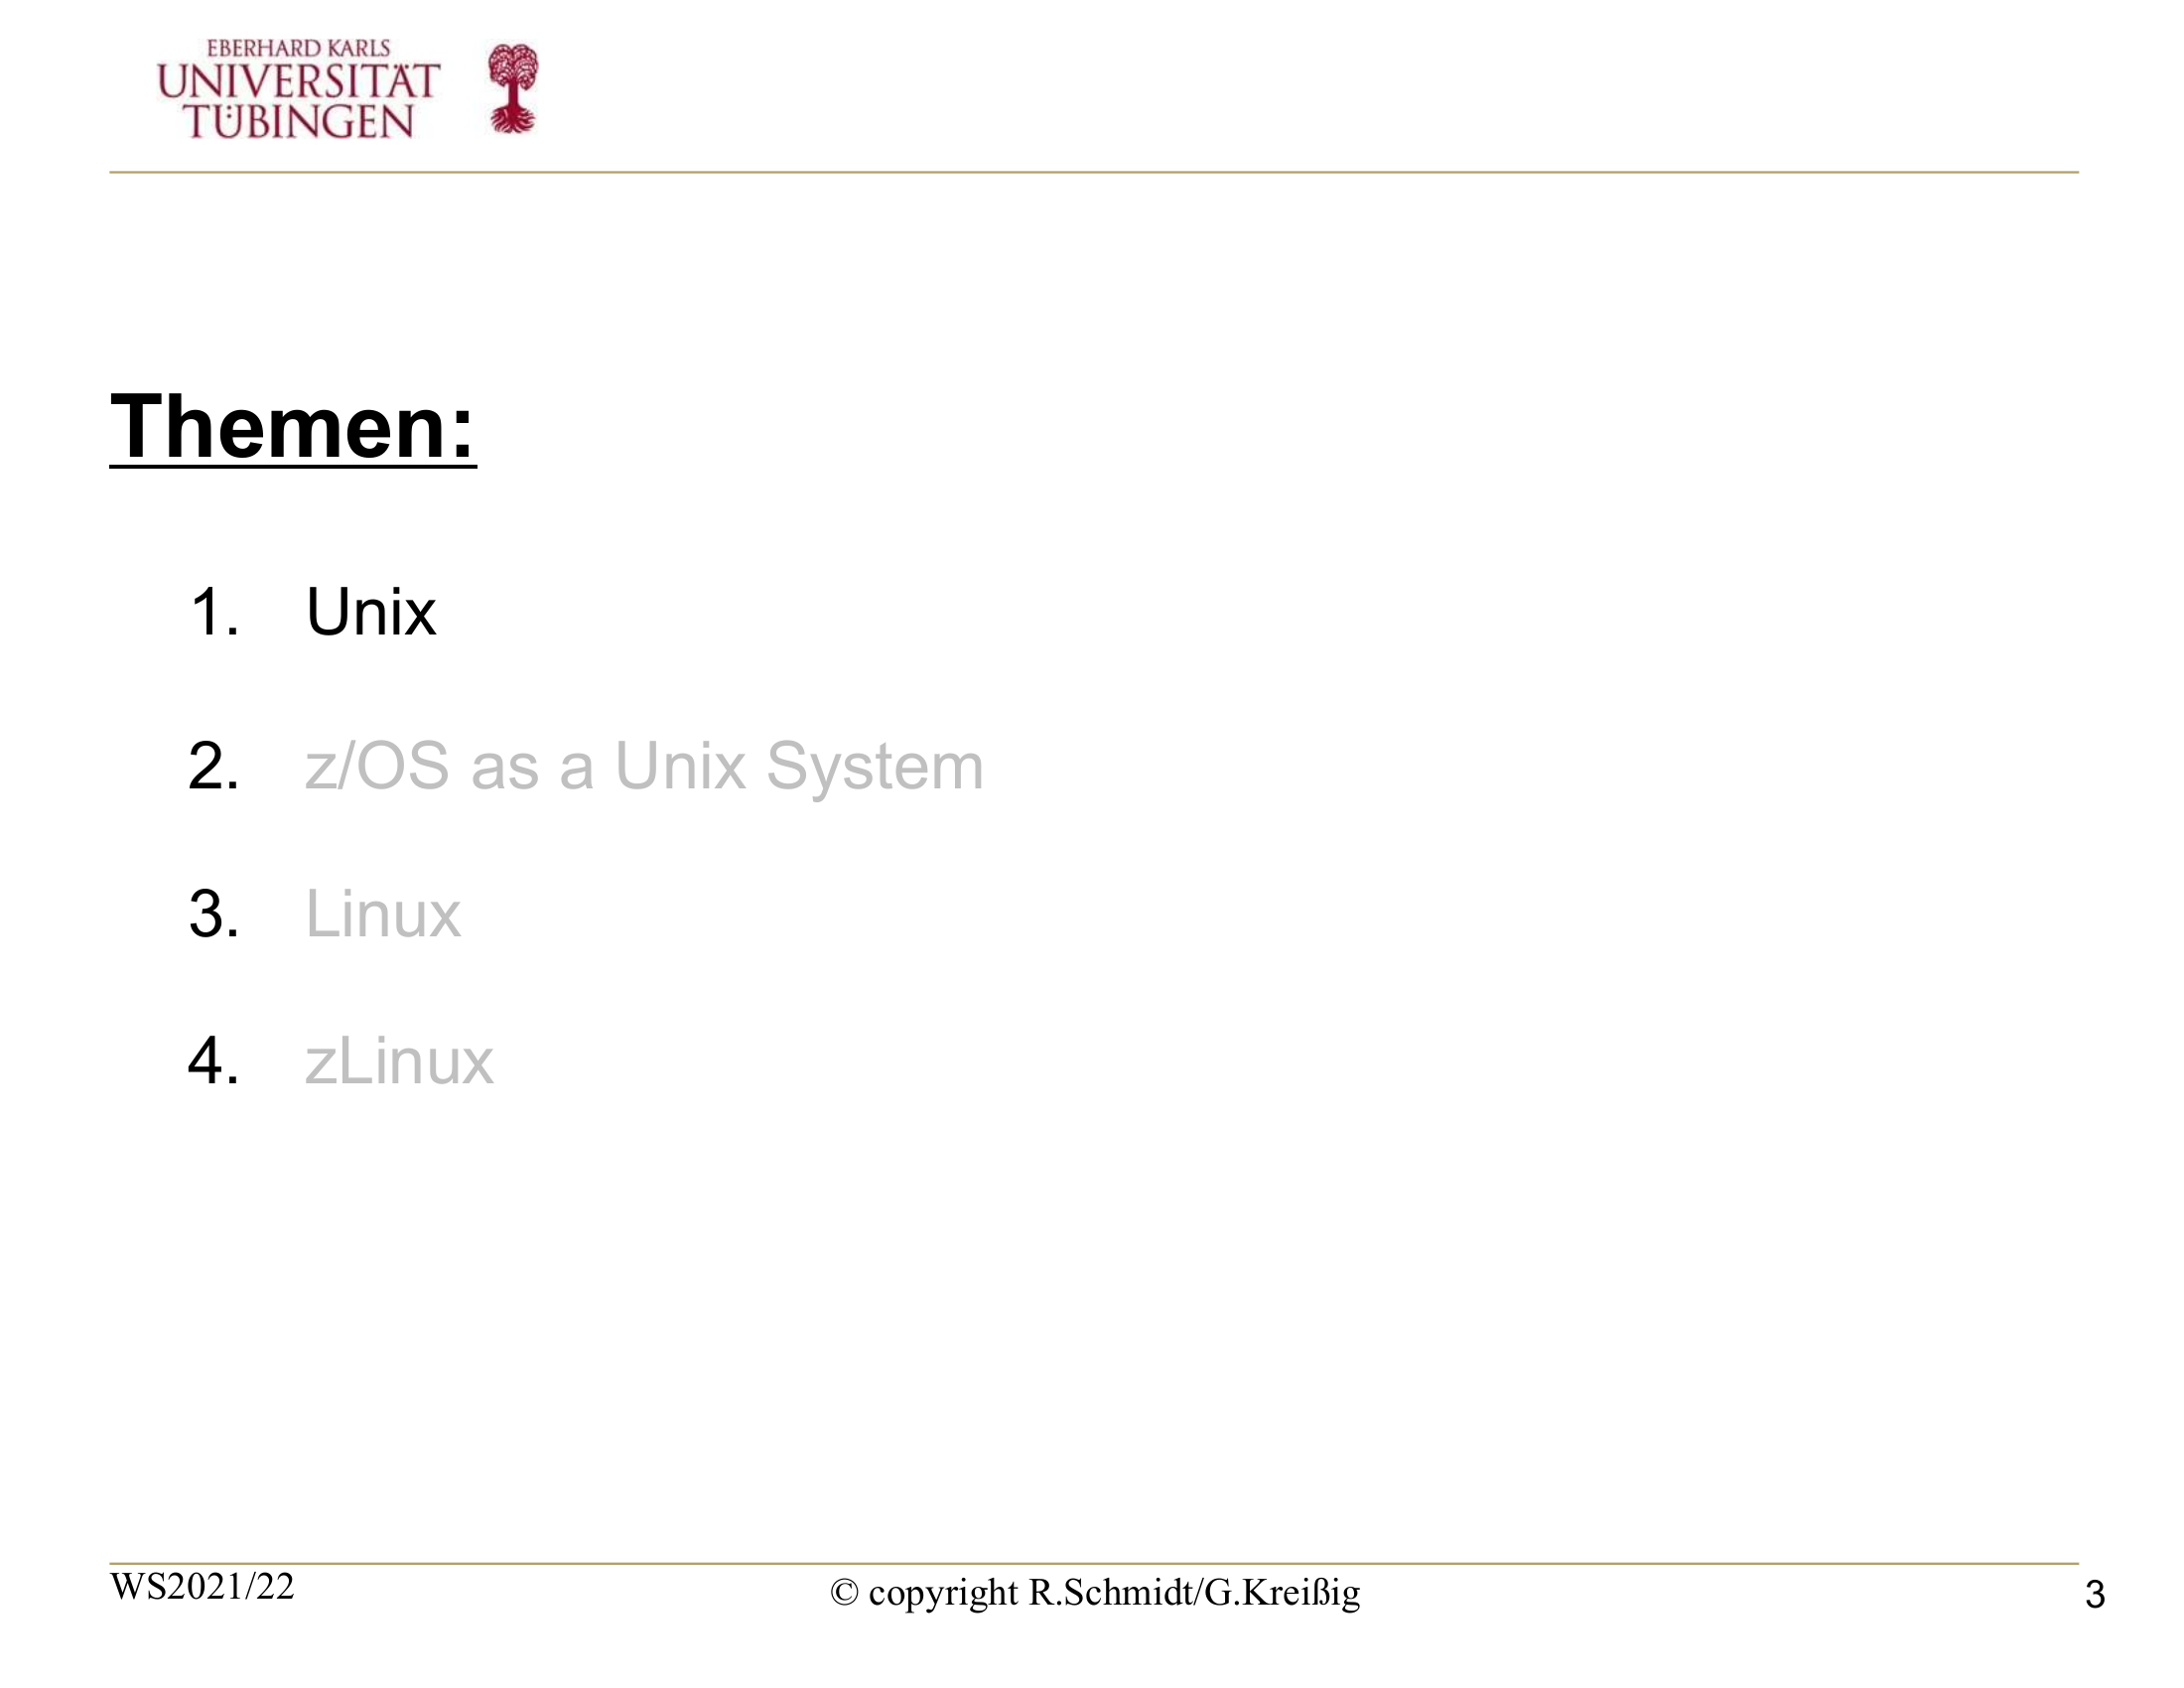 EBERHARD KARLS
UNIVERSITÄT
TÜBINGEN
Themen:
1. Unix
2. z/OS as a Unix System
3. Linux
4. zLinux
WS2021/22
© copyright R.Schmidt/G.Kreißig
3